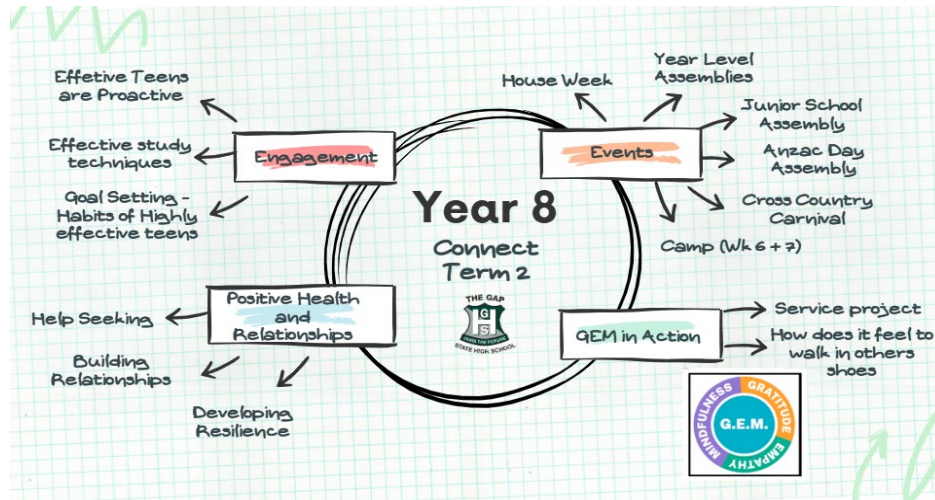 Year 8
Connect
Term 2
THE GAP
G S
STATE HIGH SCHOOL
Engagement
Effetive Teens
are Proactive
Effective study
techniques
Goal Setting -
Habits of Highly
effective teens
Events
House Week
Year Level
Assemblies
Junior School
Assembly
Anzac Day
Assembly
Cross Country
Carnival
Camp (Wk 6 + 7)
Positive Health
and
Relationships
Help Seeking
Building
Relationships
Developing
Resilience
GEM in Action
Service project
How does it feel to
walk in others
shoes
MINDFULNESS
GRATITUDE
G.E.M.
EMPATHY